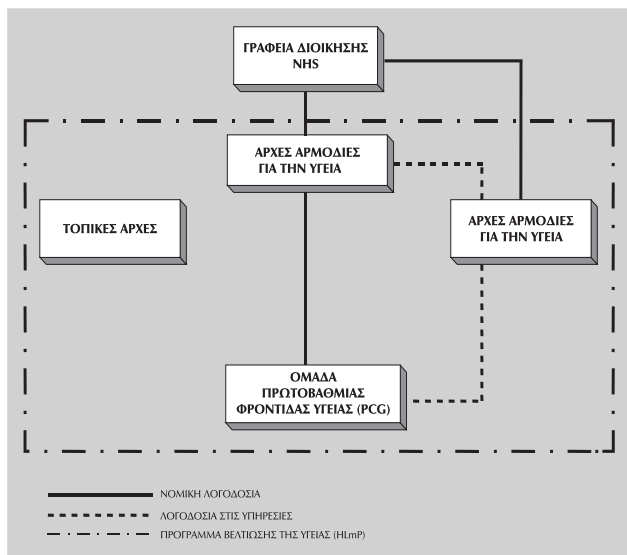 ΓΡΑΦΕΙΑ ΔΙΟΙΚΗΣΗΣ
NHS
ΑΡΧΕΣ ΑΡΜΟΔΙΕΣ
ΓΙΑ ΤΗΝ ΥΓΕΙΑ
ΤΟΠΙΚΕΣ ΑΡΧΕΣ
ΑΡΧΕΣ ΑΡΜΟΔΙΕΣ
ΓΙΑ ΤΗΝ ΥΓΕΙΑ
ΟΜΑΔΑ
ΠΡΩΤΟΒΑΘΜΙΑΣ
ΦΡΟΝΤΙΔΑΣ ΥΓΕΙΑΣ (PCG)
ΝΟΜΙΚΗ ΛΟΓΟΔΟΣΙΑ
ΛΟΓΟΔΟΣΙΑ ΣΤΙΣ ΥΠΗΡΕΣΙΕΣ
ΠΡΟΓΡΑΜΜΑ ΒΕΛΤΙΩΣΗΣ ΤΗΣ ΥΓΕΙΑΣ (HLmP)